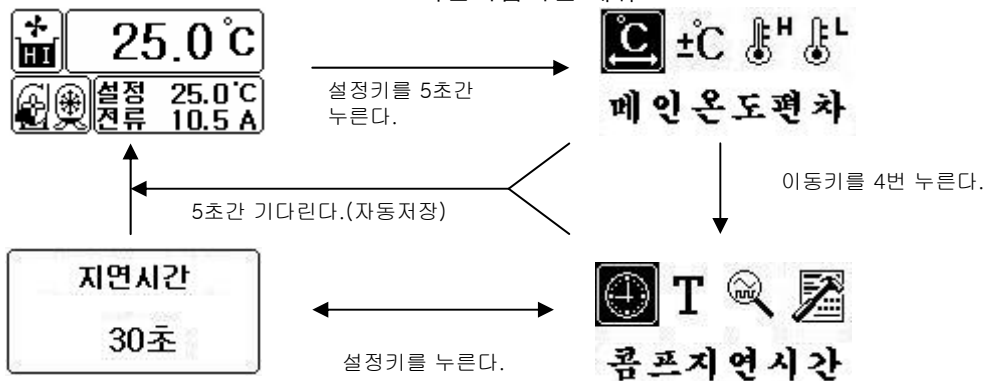 HI
25.0℃
설정 25.0℃
전류 10.5 A
설정키를 5초간
누른다.
℃ ±℃ H L
메인온도편차
이동키를 4번 누른다.
5초간 기다린다.(자동저장)
지연시간
30초
설정키를 누른다.
T
콤프지연시간